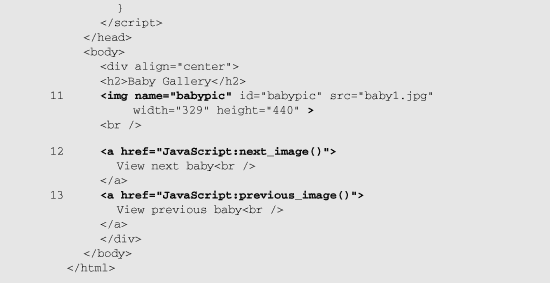 }
</script>
</head>
<body>
<div align="center">
<h2>Baby Gallery</h2>
11 <img name="babypic" id="babypic" src="baby1.jpg"
width="329" height="440" >
<br />
12 <a href="JavaScript:next_image()">
View next baby<br />
</a>
13 <a href="JavaScript:previous_image()">
View previous baby<br />
</a>
</div>
</body>
</html>